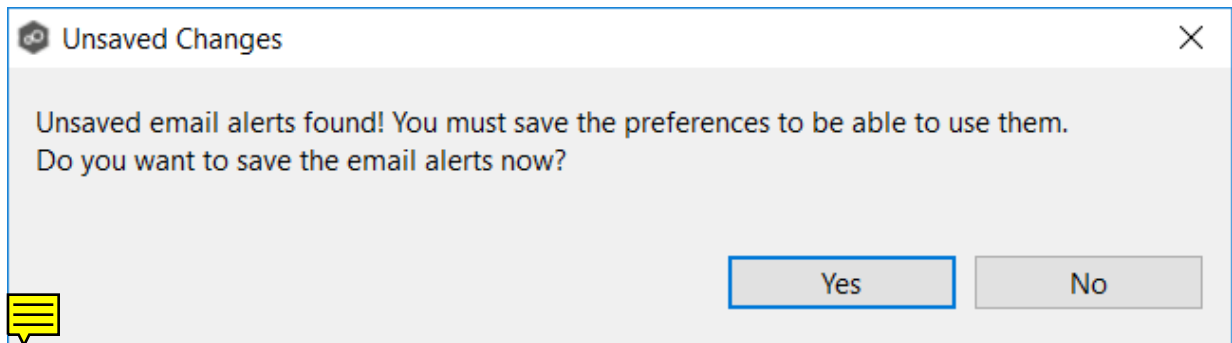 Unsaved Changes
Unsaved email alerts found! You must save the preferences to be able to use them.
Do you want to save the email alerts now?
Yes
No